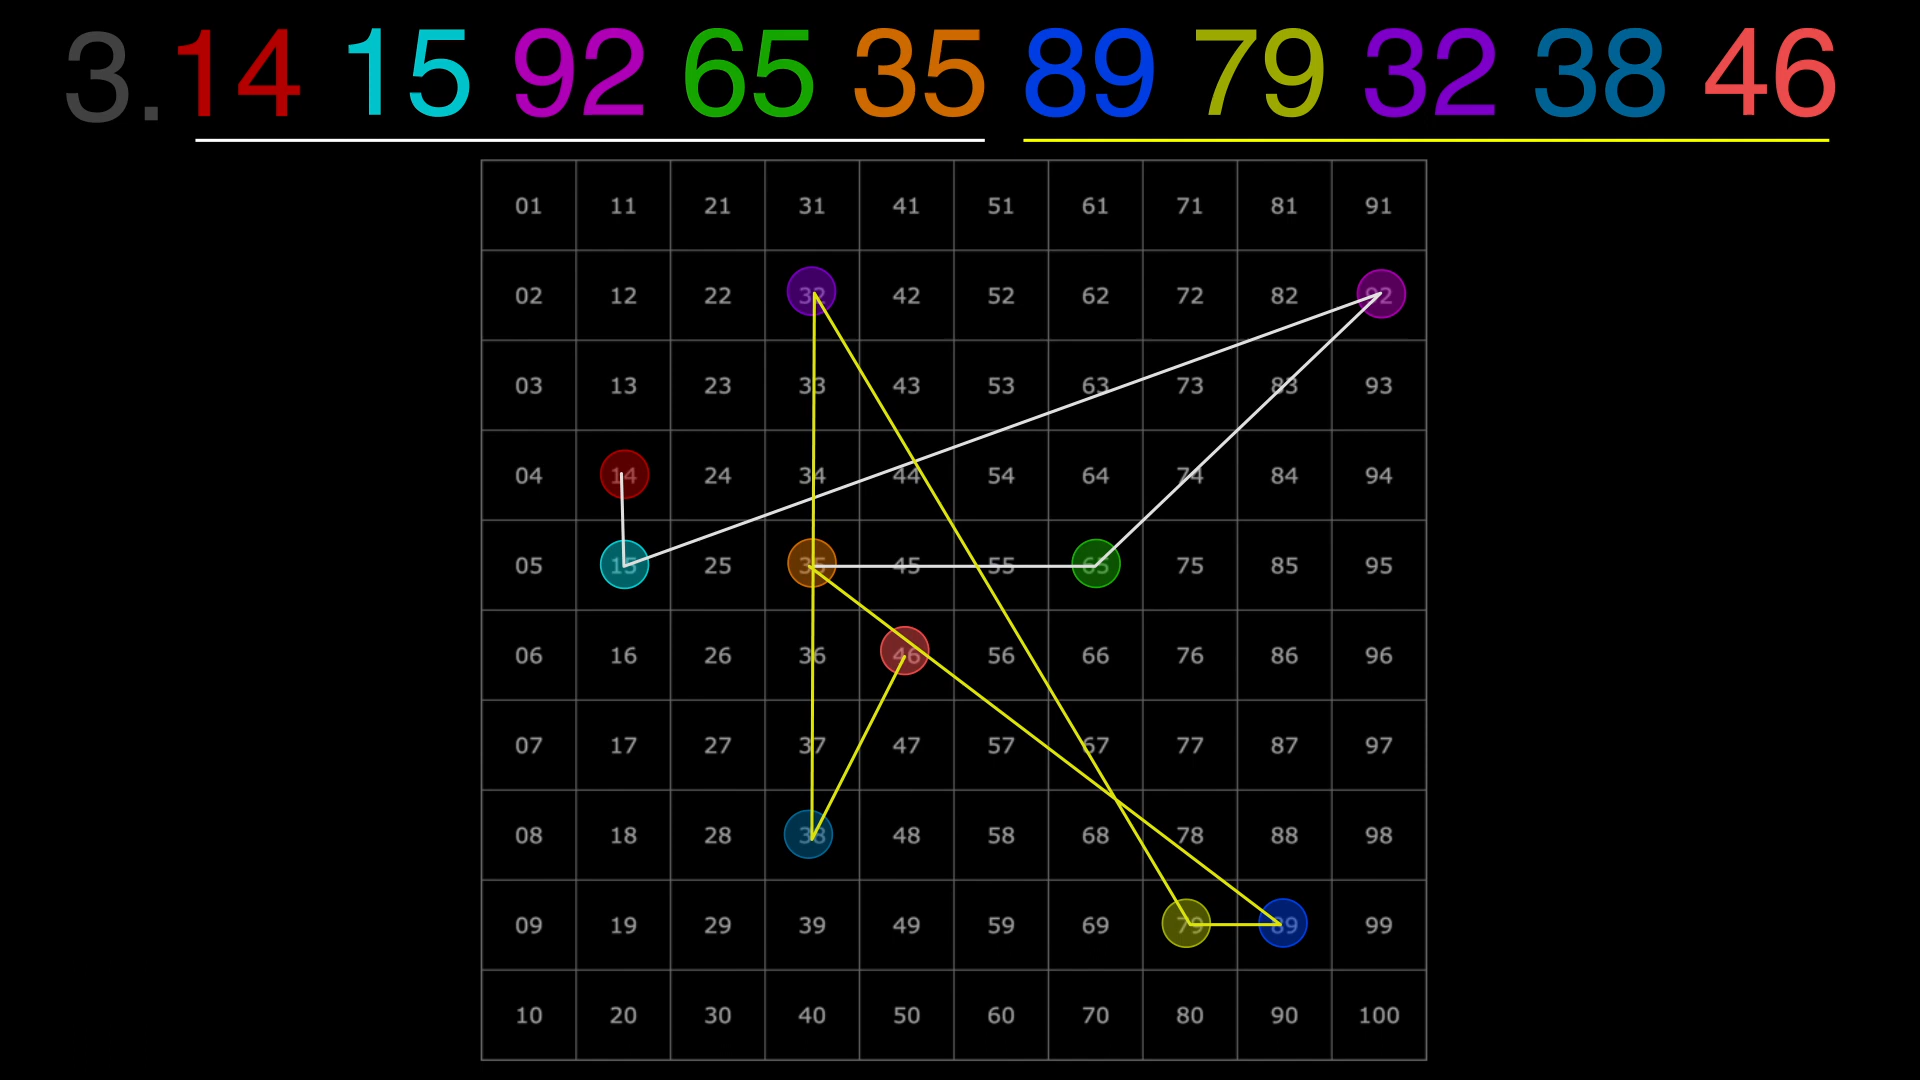 3.14 15 92 65 35 89 79 32 38 46
01 11 21 31 41 51 61 71 81 91
02 12 22 32 42 52 62 72 82 92
03 13 23 33 43 53 63 73 83 93
04 14 24 34 44 54 64 74 84 94
05 15 25 35 45 55 65 75 85 95
06 16 26 36 46 56 66 76 86 96
07 17 27 37 47 57 67 77 87 97
08 18 28 38 48 58 68 78 88 98
09 19 29 39 49 59 69 79 89 99
10 20 30 40 50 60 70 80 90 100